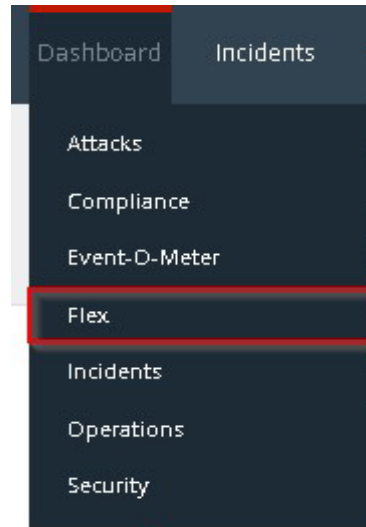 Dashboard Incidents
Attacks
Compliance
Event-O-Meter
Flex
Incidents
Operations
Security